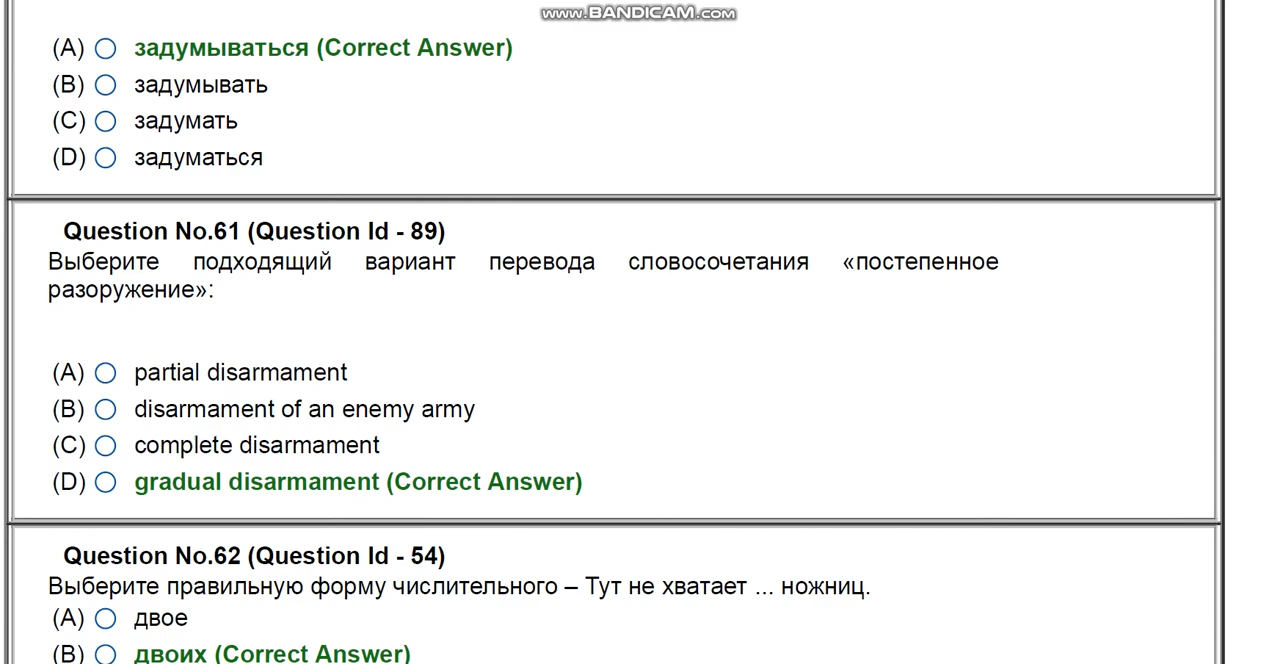 www.BANDICAM.com
(A) задумываться (Correct Answer)
(B) задумывать
(C) задумать
(D) задуматься
Question No.61 (Question Id - 89)
Выберите подходящий вариант перевода словосочетания «постепенное
разоружение»:
(A) partial disarmament
(B) disarmament of an enemy army
(C) complete disarmament
(D) gradual disarmament (Correct Answer)
Question No.62 (Question Id - 54)
Выберите правильную форму числительного – Тут не хватает ... ножниц.
(A) двое
(B) двоих (Correct Answer)